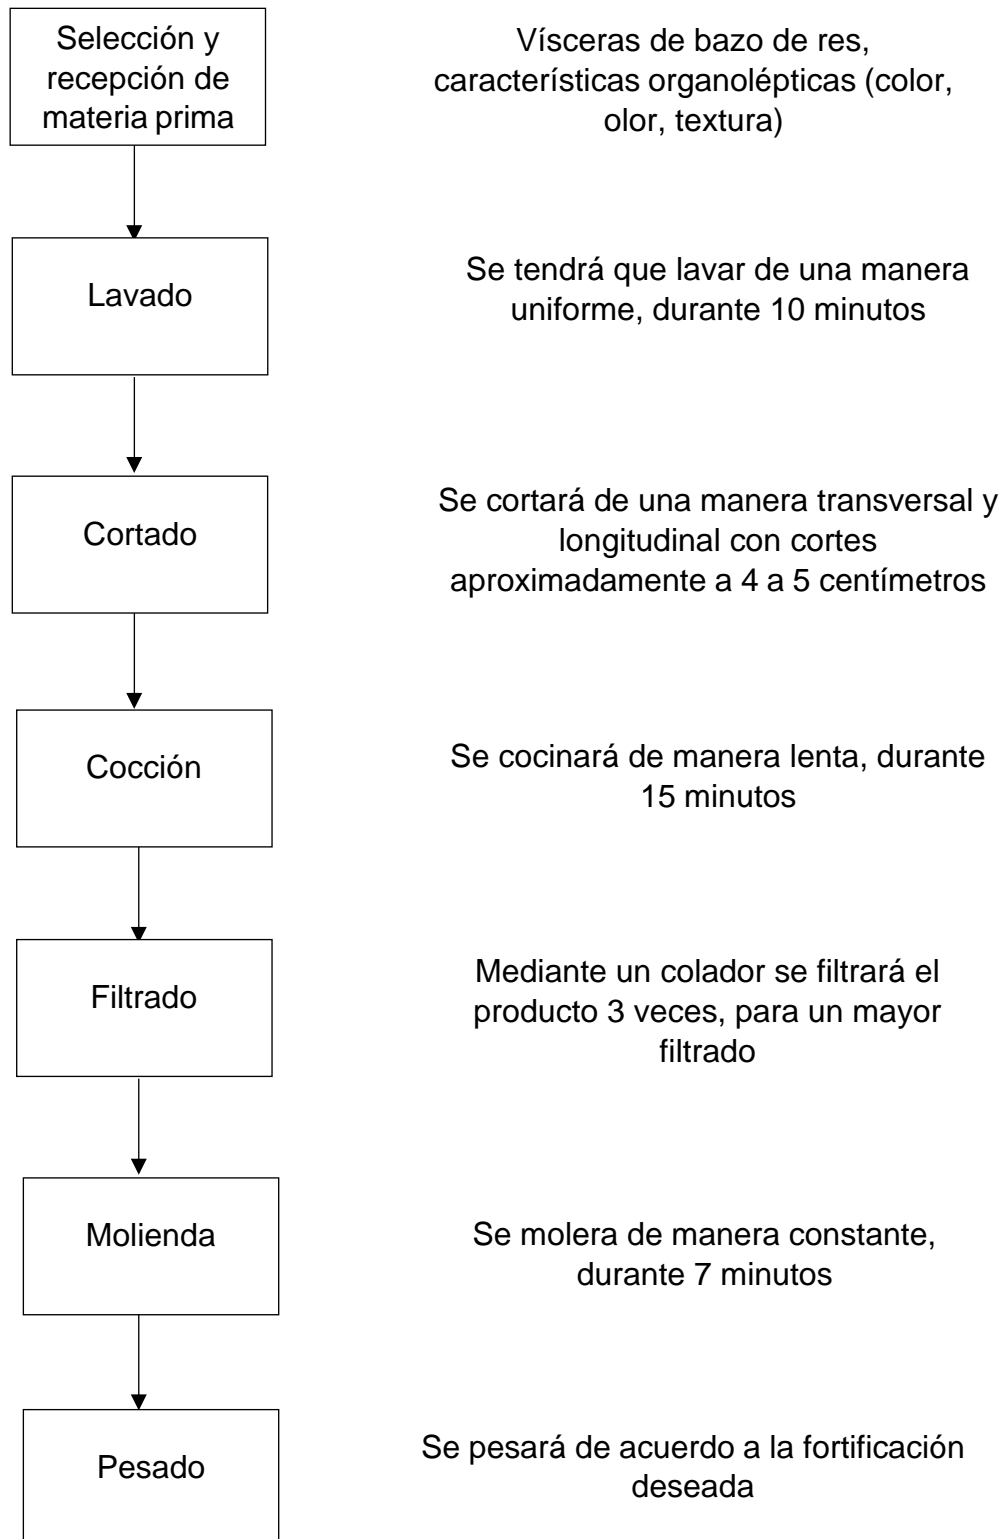 Selección y
recepción de
materia prima
Vísceras de bazo de res,
características organolépticas (color,
olor, textura)
Lavado
Se tendrá que lavar de una manera
uniforme, durante 10 minutos
Cortado
Se cortará de una manera transversal y
longitudinal con cortes
aproximadamente a 4 a 5 centímetros
Cocción
Se cocinará de manera lenta, durante
15 minutos
Filtrado
Mediante un colador se filtrará el
producto 3 veces, para un mayor
filtrado
Molienda
Se molera de manera constante,
durante 7 minutos
Pesado
Se pesará de acuerdo a la fortificación
deseada